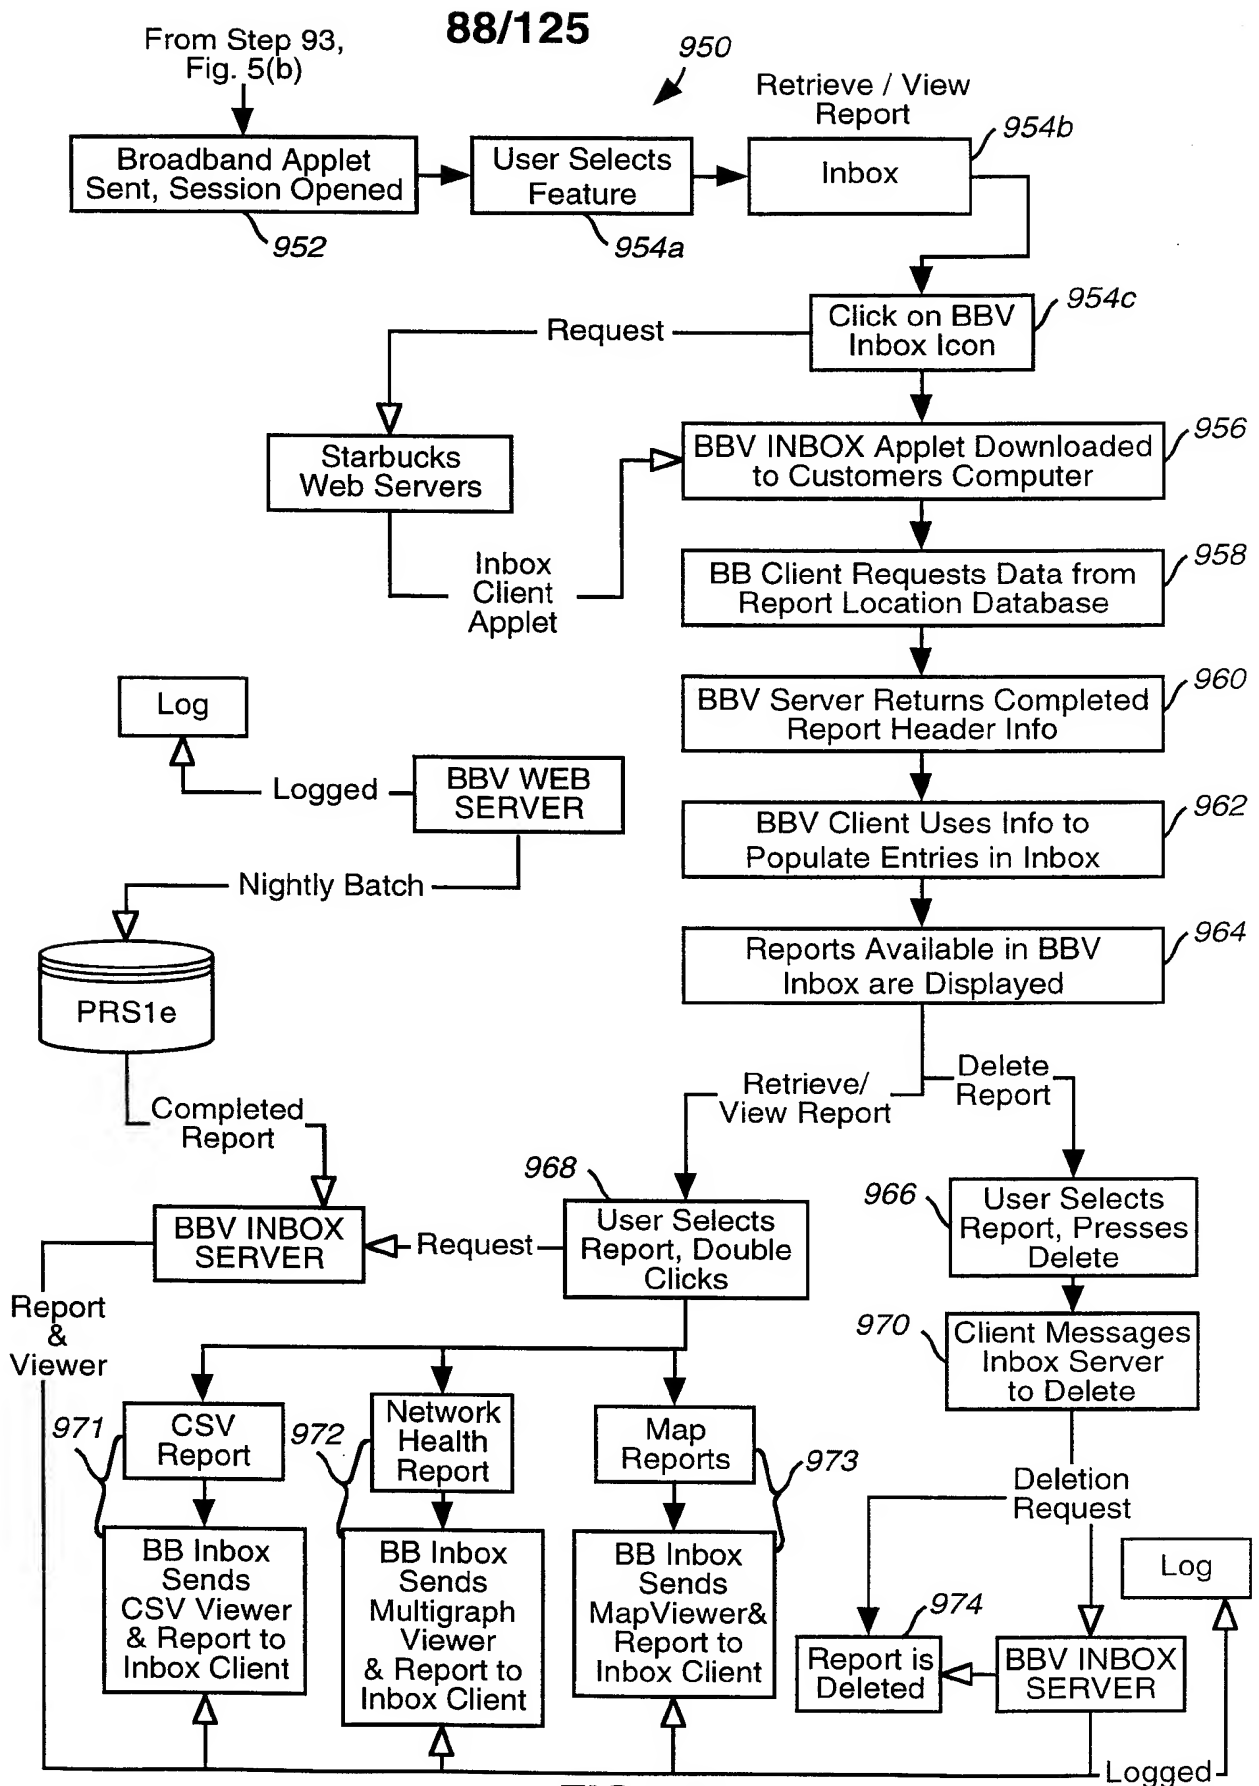 88/125
From Step 93,
Fig. 5(b)
950
Retrieve / View
Report
954b
Broadband Applet
Sent, Session Opened
952
User Selects
Feature
954a
Inbox
Click on BBV
Inbox Icon
954c
Request
Starbucks
Web Servers
BBV INBOX Applet Downloaded
to Customers Computer
956
Inbox
Client
Applet
BB Client Requests Data from
Report Location Database
958
BBV Server Returns Completed
Report Header Info
960
Log
Logged
BBV WEB
SERVER
BBV Client Uses Info to
Populate Entries in Inbox
962
Nightly Batch
Reports Available in BBV
Inbox are Displayed
964
PRS1e
Completed
Report
Retrieve/
View Report
Delete
Report
968
User Selects
Report, Double
Clicks
966
User Selects
Report, Presses
Delete
BBV INBOX
SERVER
Request
Report
&
Viewer
970
Client Messages
Inbox Server
to Delete
971
CSV
Report
972
Network
Health
Report
Map
Reports
973
Deletion
Request
BB Inbox
Sends
CSV Viewer
& Report to
Inbox Client
BB Inbox
Sends
Multigraph
Viewer
& Report to
Inbox Client
BB Inbox
Sends
MapViewer&
Report to
Inbox Client
974
Report is
Deleted
BBV INBOX
SERVER
Log
Logged